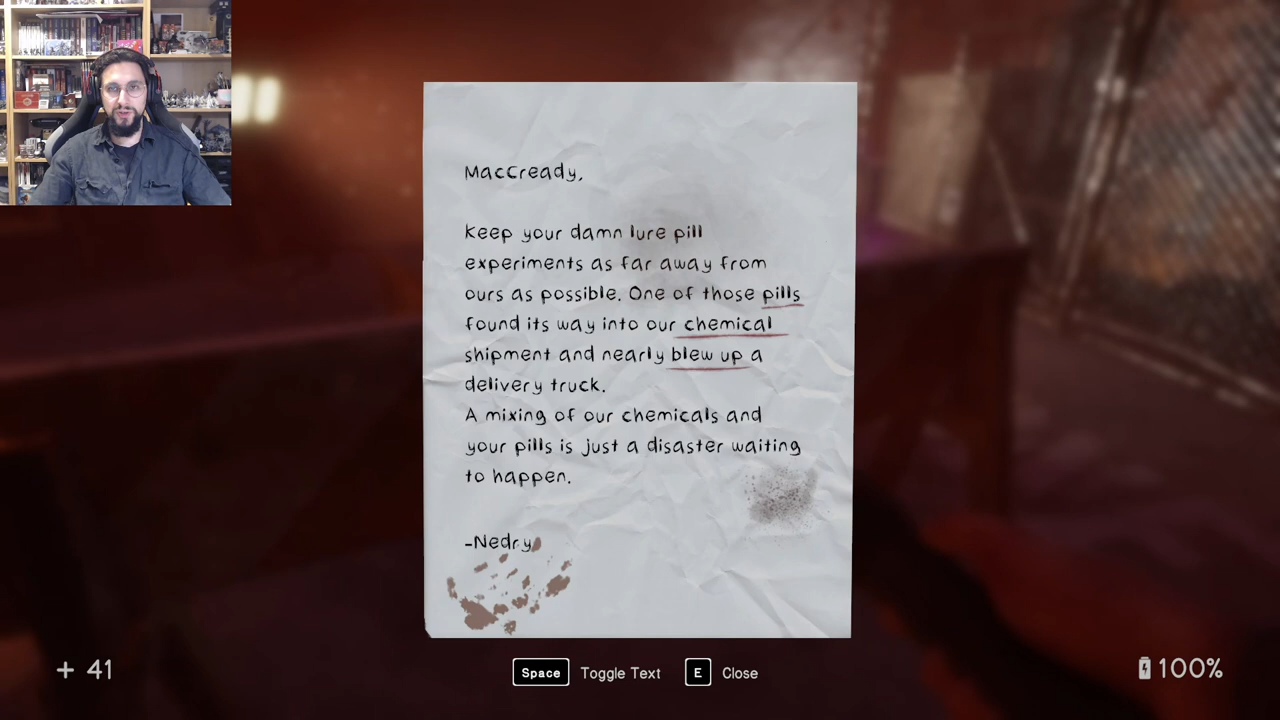 MacCready,
Keep your damn lure pill
experiments as far away from
ours as possible. One of those pills
found its way into our chemical
shipment and nearly blew up a
delivery truck.
A mixing of our chemicals and
your pills is just a disaster waiting
to happen.
-Nedry
+ 41
Space Toggle Text E Close
100%